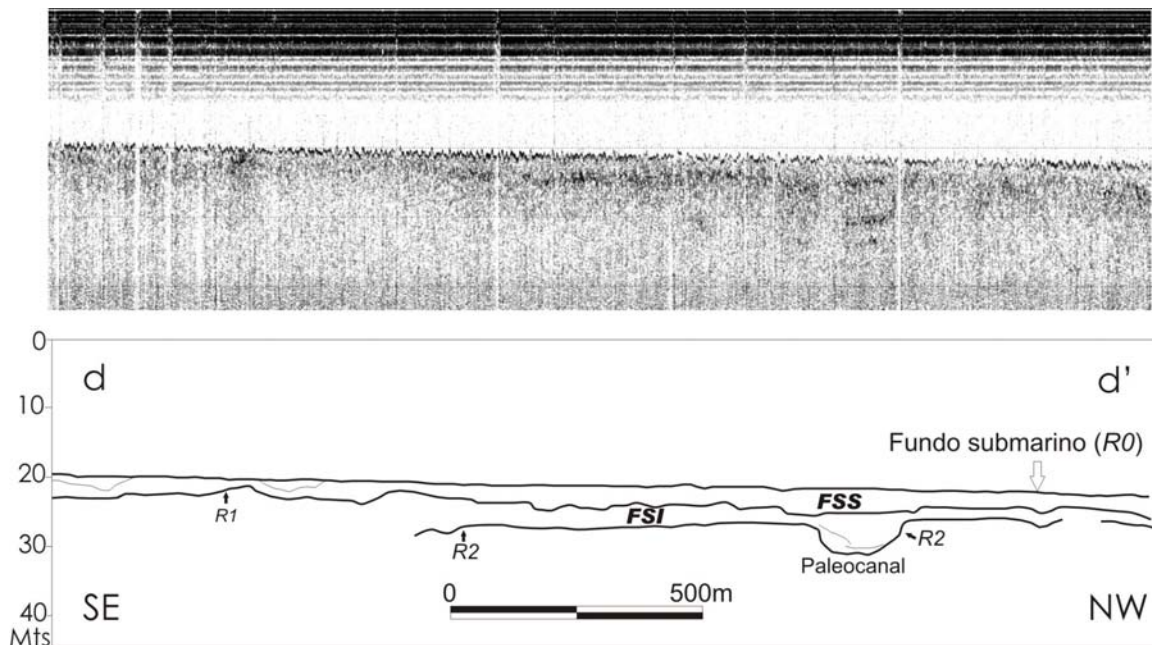 0
d
d'
10
Fundo submarino (R0)
20
R1
FSS
FSI
R2
R2
30
Paleocanal
0
500m
SE
NW
40
Mts